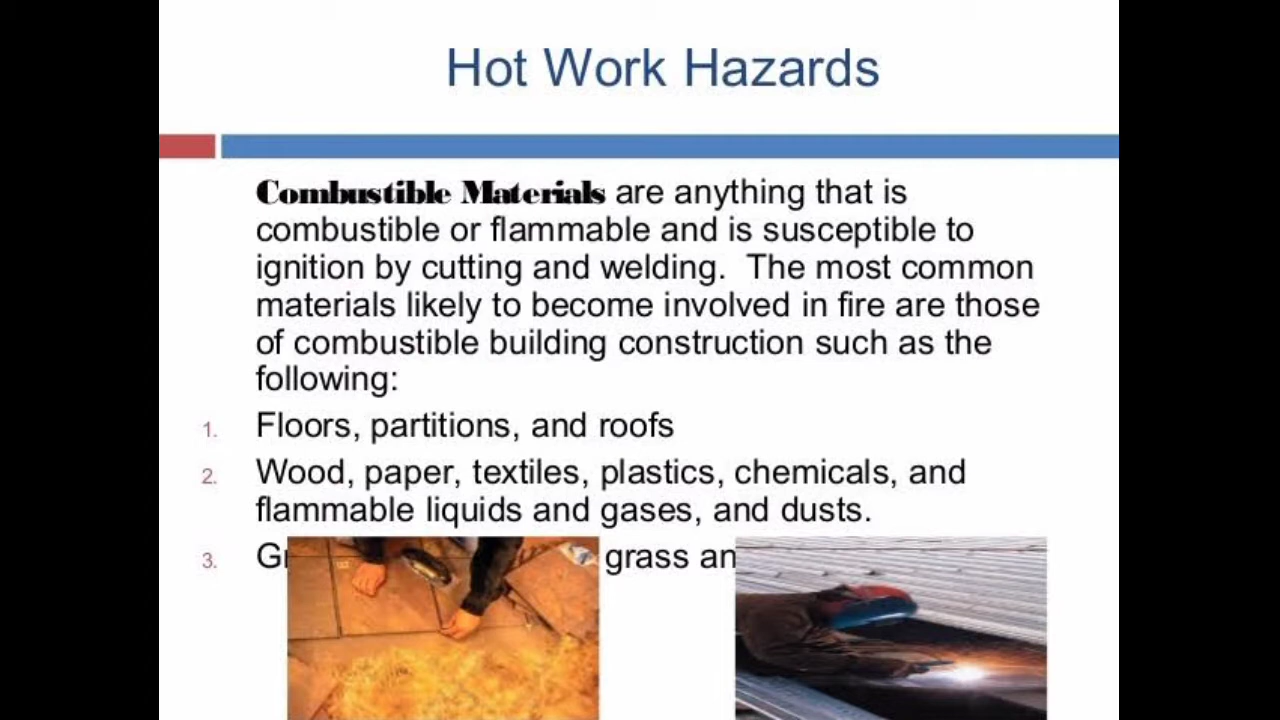 Hot Work Hazards
Combustible Materials are anything that is
combustible or flammable and is susceptible to
ignition by cutting and welding. The most common
materials likely to become involved in fire are those
of combustible building construction such as the
following:
1. Floors, partitions, and roofs
2. Wood, paper, textiles, plastics, chemicals, and
flammable liquids and gases, and dusts.
3. grass